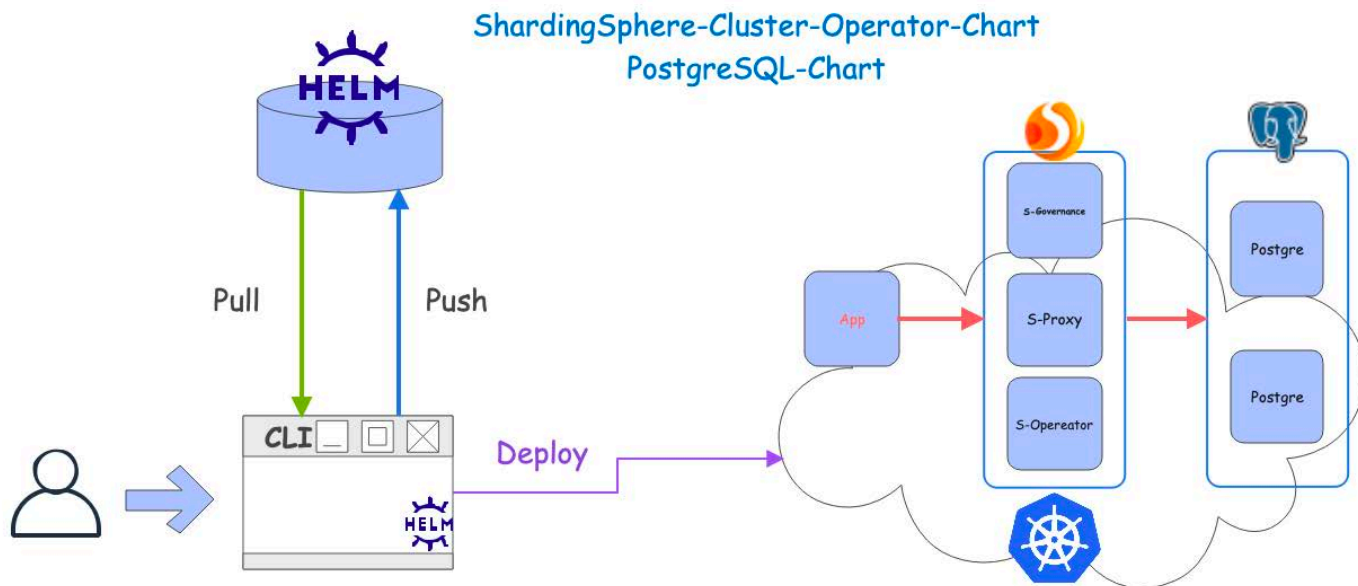 ShardingSphere-Cluster-Operator-Chart
PostgreSQL-Chart
HELM
Pull
Push
CLI
HELM
Deploy
App
S-Governance
S-Proxy
S-Opereator
Postgre
Postgre